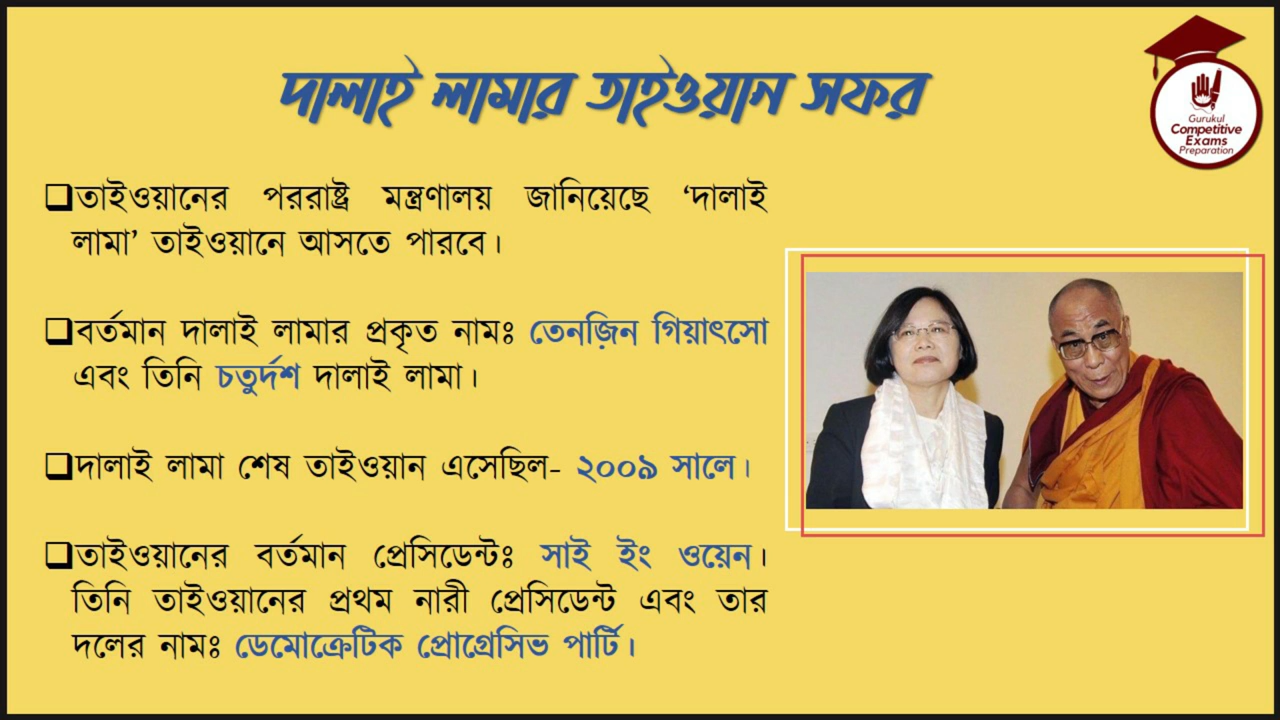 দালাই লামার তাইওয়ান সফর
Gurukul
Competitive
Exams
Preparation
❑তাইওয়ানের পররাষ্ট্র মন্ত্রণালয় জানিয়েছে ‘দালাই
লামা’ তাইওয়ানে আসতে পারবে।
❑বর্তমান দালাই লামার প্রকৃত নামঃ তেনজ়িন গিয়াৎসো
এবং তিনি চতুর্দশ দালাই লামা।
❑দালাই লামা শেষ তাইওয়ান এসেছিল- ২০০৯ সালে।
❑তাইওয়ানের বর্তমান প্রেসিডেন্টঃ সাই ইং ওয়েন।
তিনি তাইওয়ানের প্রথম নারী প্রেসিডেন্ট এবং তার
দলের নামঃ ডেমোক্রেটিক প্রোগ্রেসিভ পার্টি।